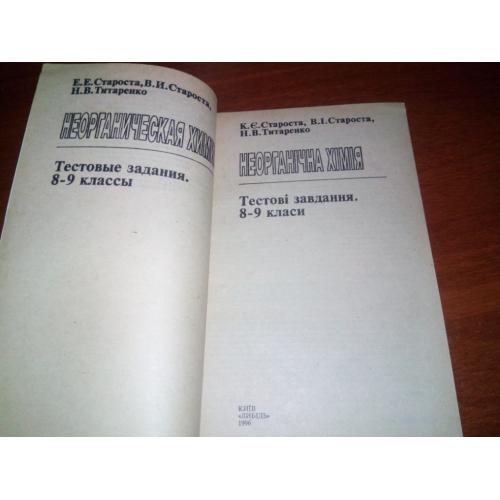 Е.Е.Староста, В.И.Староста,
Н.В.Титаренко
НЕОРГАНИЧЕСКАЯ ХИМИ
Тестовые задания.
8-9 классы
К.Є.Староста, В.І.Староста,
Н.В.Титаренко
НЕОРГАНІЧНА ХІМІЯ
Тестові завдання.
8-9 класи
КИЇВ
«ЛИБІДЬ»
1996